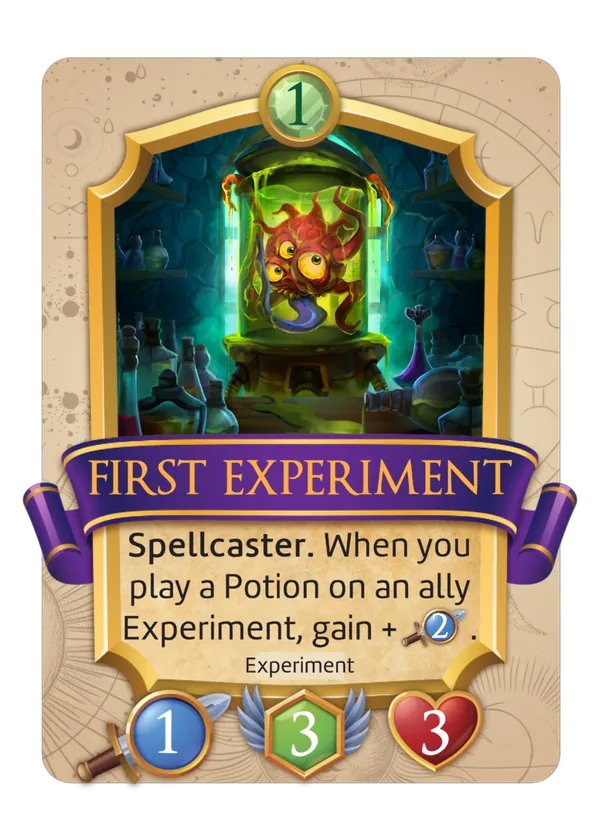 1
FIRST EXPERIMENT
Spellcaster. When you
play a Potion on an ally
Experiment, gain + 2 .
Experiment
1 3 3